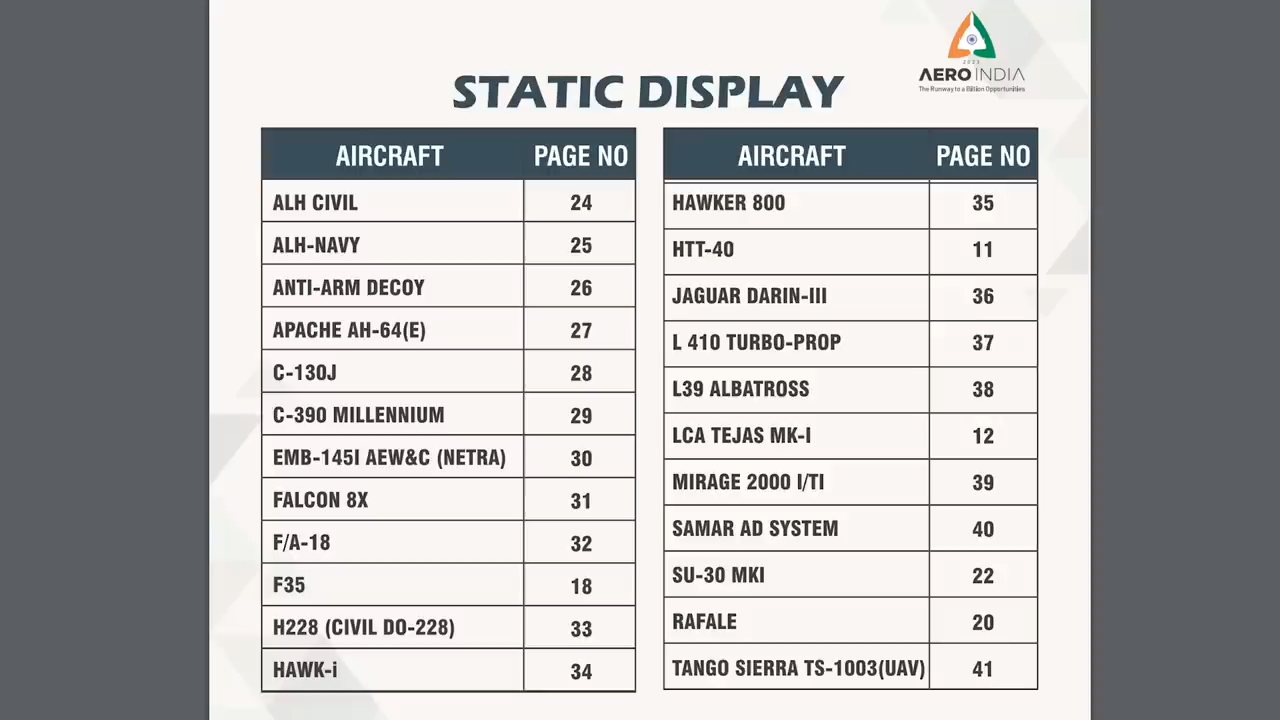 2023
AERO INDIA
The Runway to a Billion Opportunities
STATIC DISPLAY
AIRCRAFT PAGE NO
ALH CIVIL 24
ALH-NAVY 25
ANTI-ARM DECOY 26
APACHE AH-64(E) 27
C-130J 28
C-390 MILLENNIUM 29
EMB-145I AEW&C (NETRA) 30
FALCON 8X 31
F/A-18 32
F35 18
H228 (CIVIL DO-228) 33
HAWK-i 34
AIRCRAFT PAGE NO
HAWKER 800 35
HTT-40 11
JAGUAR DARIN-III 36
L 410 TURBO-PROP 37
L39 ALBATROSS 38
LCA TEJAS MK-I 12
MIRAGE 2000 I/TI 39
SAMAR AD SYSTEM 40
SU-30 MKI 22
RAFALE 20
TANGO SIERRA TS-1003(UAV) 41